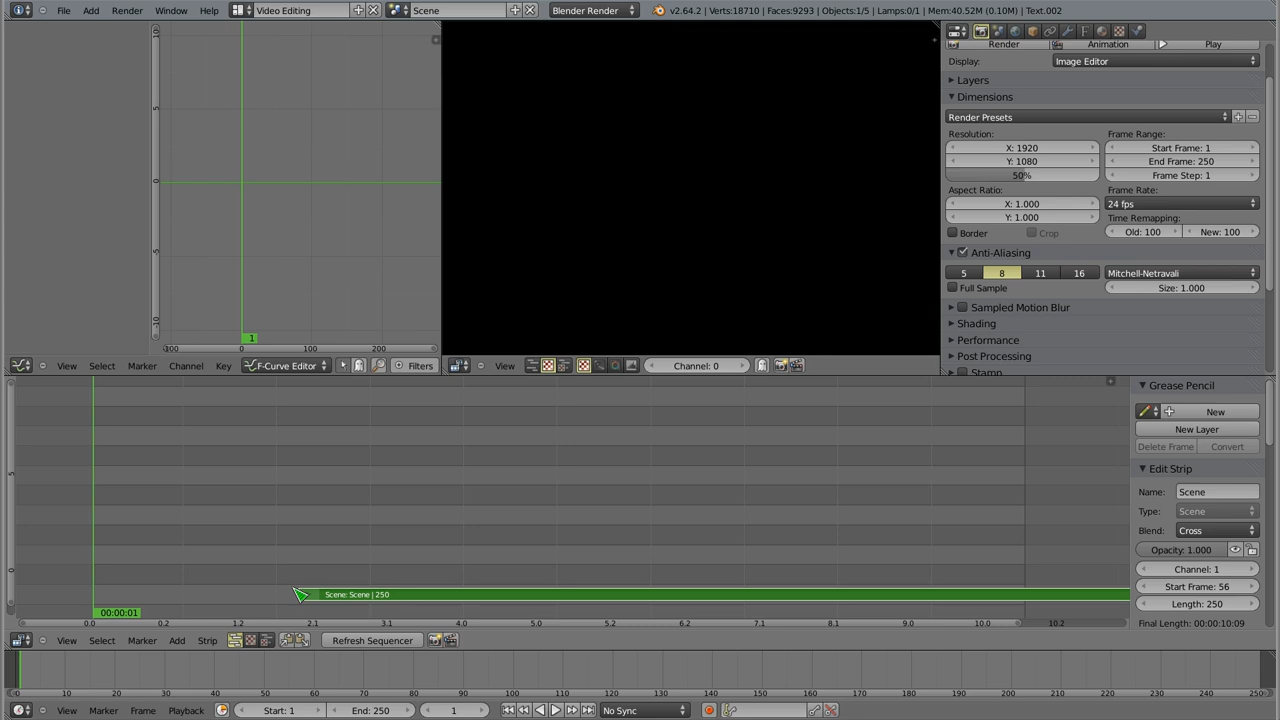 File Add Render Window Help Video Editing Scene Blender Render v2.64.2 | Verts:18710 | Faces:9293 | Objects:1/5 | Lamps:0/1 | Mem:40.52M (0.10M) | Text.002
10
5
0
-5
-10
-100 0 100 200
1
View Select Marker Channel Key F-Curve Editor Filters
View Channel: 0
Render Animation Play
Display: Image Editor
Layers
Dimensions
Render Presets
Resolution: Frame Range:
X: 1920 Start Frame: 1
Y: 1080 End Frame: 250
50% Frame Step: 1
Aspect Ratio: Frame Rate:
X: 1.000 24 fps
Y: 1.000 Time Remapping:
Border Crop Old: 100 New: 100
Anti-Aliasing
5 8 11 16 Mitchell-Netravali
Full Sample Size: 1.000
Sampled Motion Blur
Shading
Performance
Post Processing
Stamp
5
0
Scene: Scene | 250
00:00:01
0.0 0.2 1.2 2.1 3.1 4.0 5.0 6.2 7.1 8.1 9.0 10.0 10.2
View Select Marker Add Strip Refresh Sequencer
Grease Pencil
New
New Layer
Delete Frame Convert
Edit Strip
Name: Scene
Type: Scene
Blend: Cross
Opacity: 1.000
Channel: 1
Start Frame: 56
Length: 250
Final Length: 00:00:10:09
0 10 20 30 40 50 60 70 80 90 100 110 120 130 140 150 160 170 180 190 200 210 220 230 240 250
View Marker Frame Playback Start: 1 End: 250 1 No Sync